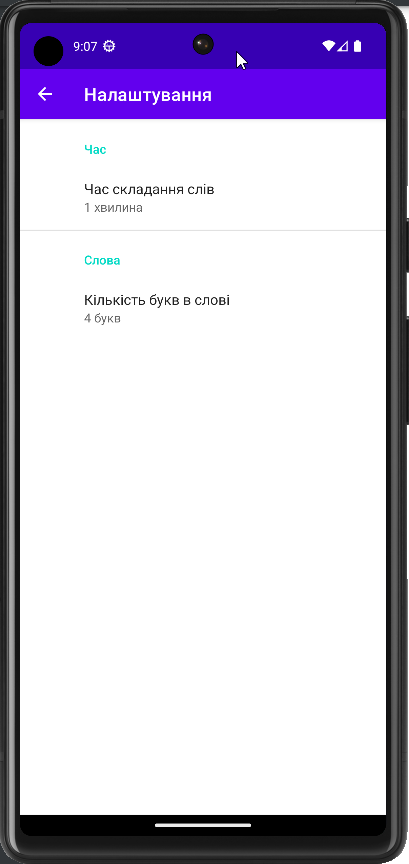 9:07
Налаштування
Час
Час складання слів
1 хвилина
Слова
Кількість букв в слові
4 букв